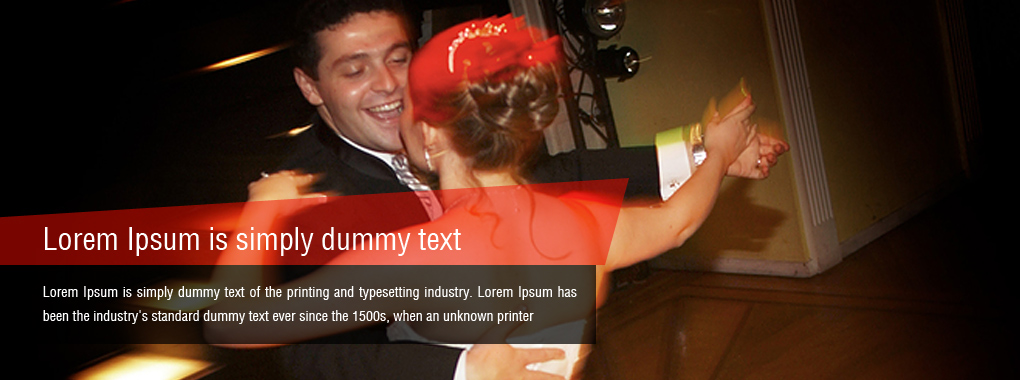 Lorem Ipsum is simply dummy text
Lorem Ipsum is simply dummy text of the printing and typesetting industry. Lorem Ipsum has
been the industry's standard dummy text ever since the 1500s, when an unknown printer